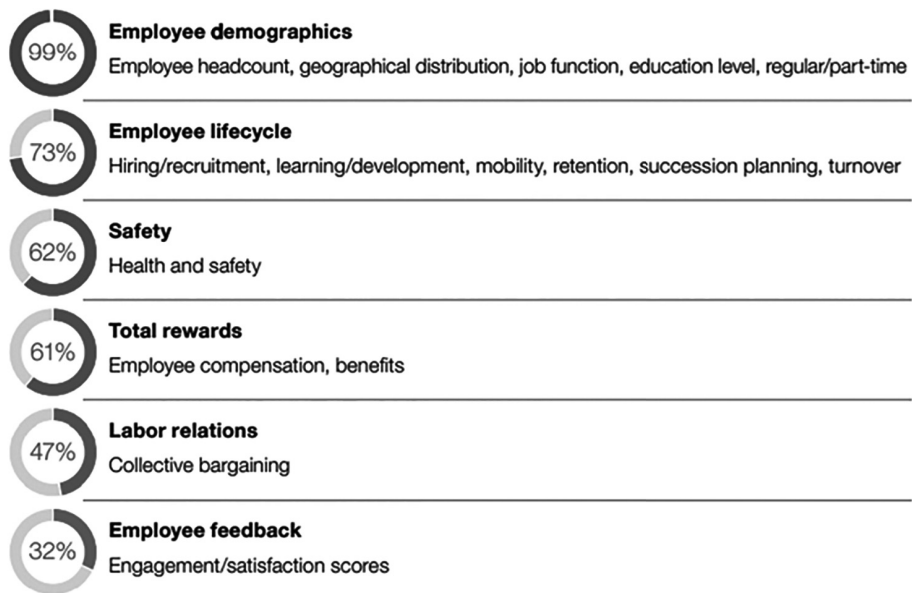 99%
Employee demographics
Employee headcount, geographical distribution, job function, education level, regular/part-time
73%
Employee lifecycle
Hiring/recruitment, learning/development, mobility, retention, succession planning, turnover
62%
Safety
Health and safety
61%
Total rewards
Employee compensation, benefits
47%
Labor relations
Collective bargaining
32%
Employee feedback
Engagement/satisfaction scores